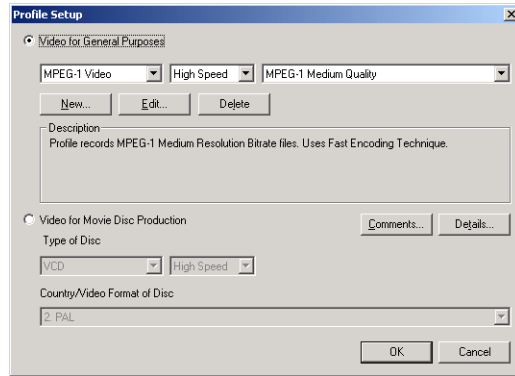 Profile Setup
Video for General Purposes
MPEG-1 Video High Speed MPEG-1 Medium Quality
New... Edit... Delete
Description
Profile records MPEG-1 Medium Resolution Bitrate files. Uses Fast Encoding Technique.
Video for Movie Disc Production Comments... Details...
Type of Disc
VCD High Speed
Country/Video Format of Disc
2. PAL
OK Cancel